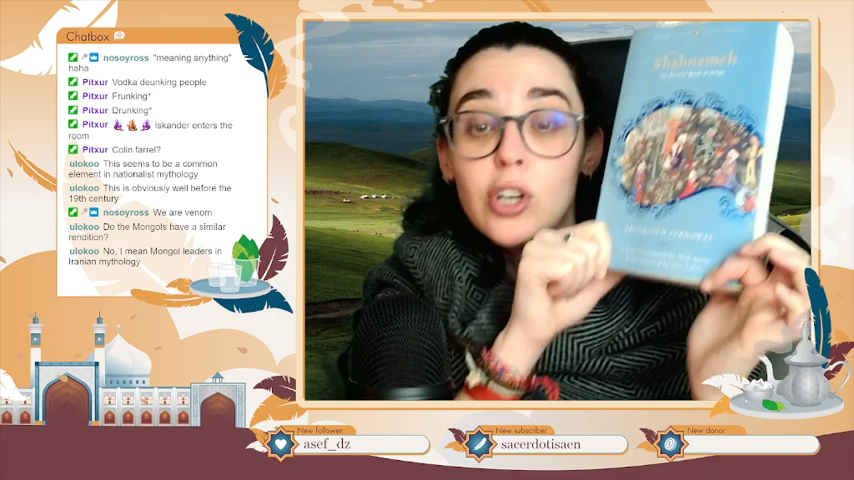 Chatbox
nosoyross "meaning anything"
haha
Pitxur Vodka deunking people
Pitxur Frunking*
Pitxur Drunking*
Pitxur Iskander enters the
room
Pitxur Colin farrel?
ulokoo This seems to be a common
element in nationalist mythology
ulokoo This is obviously well before the
19th century
nosoyross We are venom
ulokoo Do the Mongols have a similar
rendition?
ulokoo No, I mean Mongol leaders in
Iranian mythology
Shahnameh
New follower
asef_dz
New subscriber
sacerdotisaen
New donor